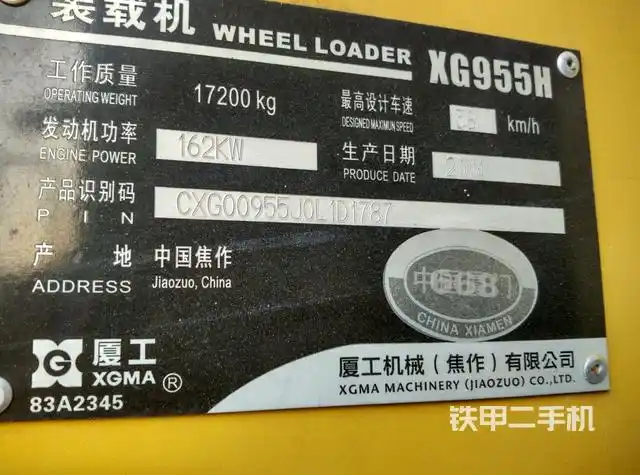 装载机 WHEEL LOADER XG955H
工作质量 17200kg 最高设计车速 km/h
OPERATING WEIGHT DESIGNED MAXIMUN SPEED
发动机功率 162KW 生产日期
ENGINE POWER PRODUCE DATE
产品识别码 CXG00955J0L1D1787
PIN
产地 中国焦作
ADDRESS Jiaozuo, China
CHINA XIAMEN
厦工
XGMA ®
83A2345
厦工机械（焦作）有限公司
XGMA MACHINERY (JIAOZUO) CO.,LTD.
铁甲二手机